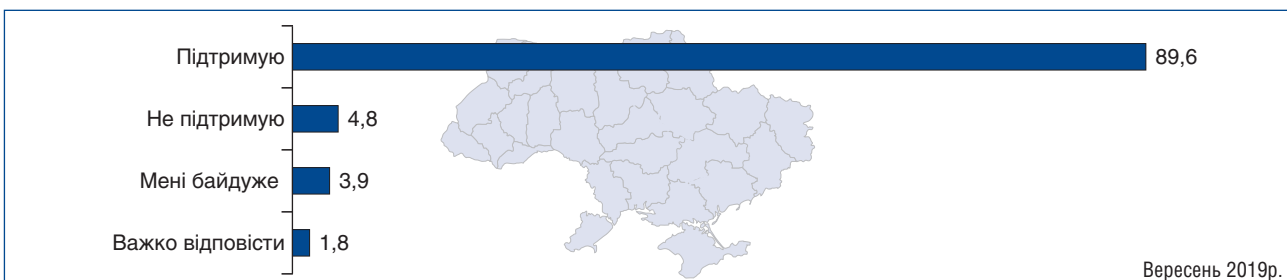 Підтримую 89,6
Не підтримую 4,8
Мені байдуже 3,9
Важко відповісти 1,8
Вересень 2019р.